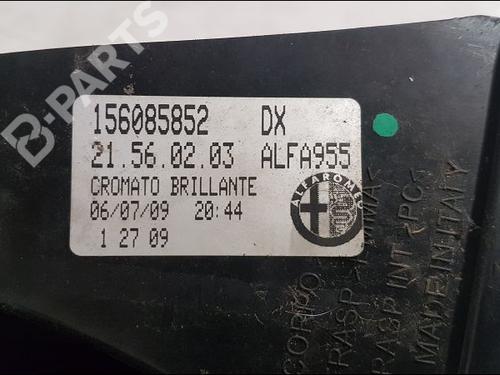 156085852 DX
21.56.02.03 ALFA955
CROMATO BRILLANTE
06/07/09 20:44
1 27 09
ALFA ROMEO
B-PARTS
MADE IN ITALY